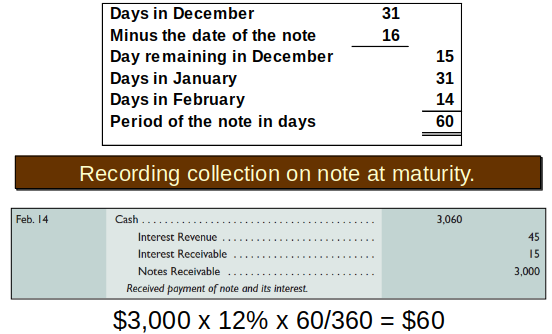 Days in December 31
Minus the date of the note 16
Day remaining in December 15
Days in January 31
Days in February 14
Period of the note in days 60
Recording collection on note at maturity.
Feb. 14 Cash . . . . . . . . . . . . . . . . . . . . . . . . . . . . . . . . . . . . . . . 3,060
Interest Revenue . . . . . . . . . . . . . . . . . . . . . . . . . . 45
Interest Receivable . . . . . . . . . . . . . . . . . . . . . . . . 15
Notes Receivable . . . . . . . . . . . . . . . . . . . . . . . . . 3,000
Received payment of note and its interest.
$3,000 x 12% x 60/360 = $60